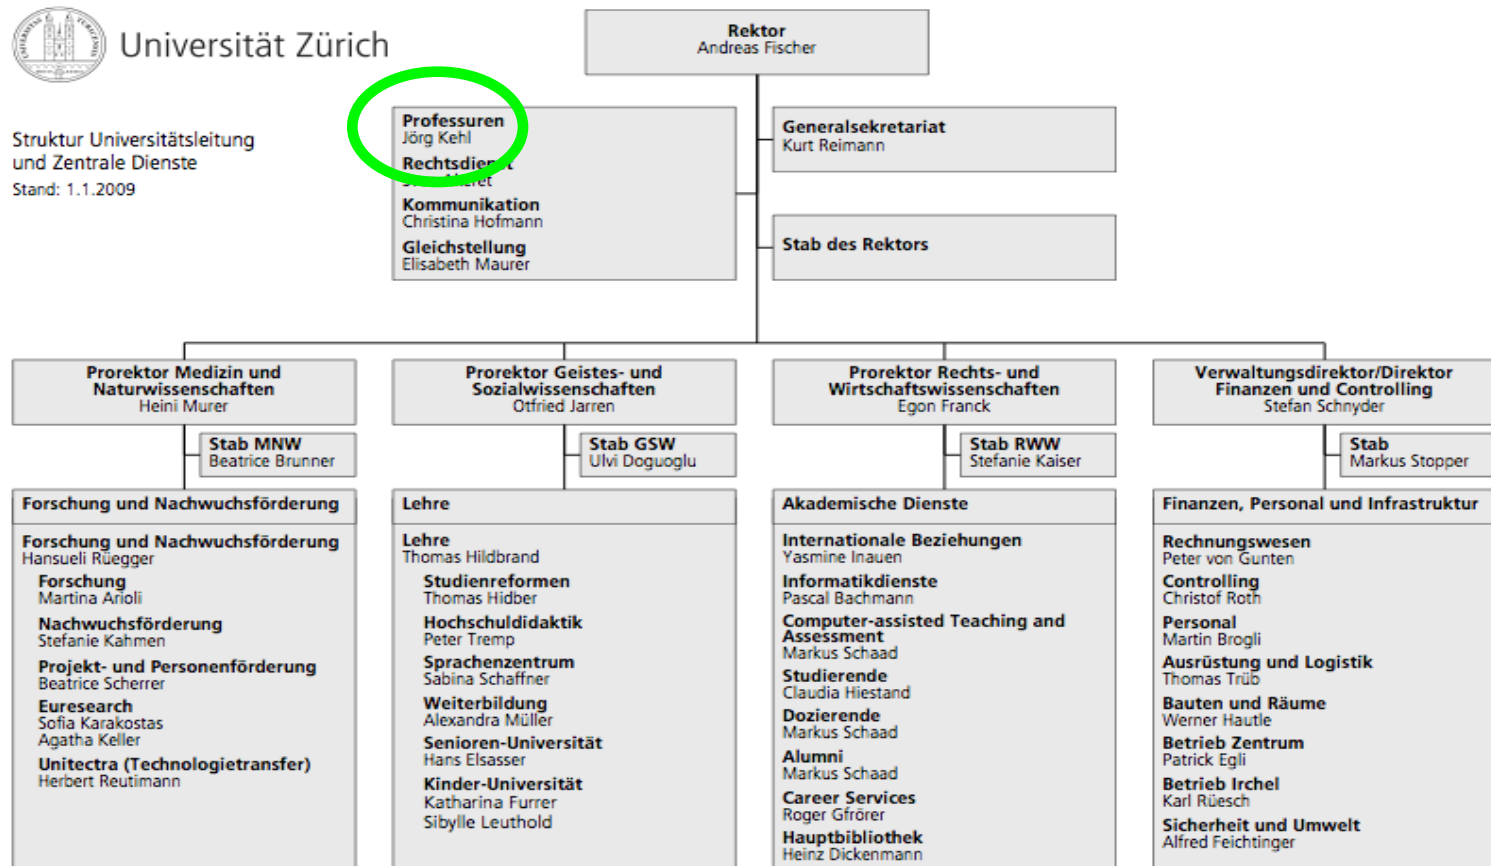 Universität Zürich
Struktur Universitätsleitung
und Zentrale Dienste
Stand: 1.1.2009
Rektor
Andreas Fischer
Professuren
Jörg Kehl
Rechtsdienst
Kommunikation
Christina Hofmann
Gleichstellung
Elisabeth Maurer
Generalsekretariat
Kurt Reimann
Stab des Rektors
Prorektor Medizin und
Naturwissenschaften
Heini Murer
Stab MNW
Beatrice Brunner
Forschung und Nachwuchsförderung
Forschung und Nachwuchsförderung
Hansueli Rüegger
Forschung
Martina Arioli
Nachwuchsförderung
Stefanie Kahmen
Projekt- und Personenförderung
Beatrice Scherrer
Euresearch
Sofia Karakostas
Agatha Keller
Unitectra (Technologietransfer)
Herbert Reutimann
Prorektor Geistes- und
Sozialwissenschaften
Otfried Jarren
Stab GSW
Ulvi Doguoglu
Lehre
Lehre
Thomas Hildbrand
Studienreformen
Thomas Hidber
Hochschuldidaktik
Peter Tremp
Sprachenzentrum
Sabina Schaffner
Weiterbildung
Alexandra Müller
Senioren-Universität
Hans Elsasser
Kinder-Universität
Katharina Furrer
Sibylle Leuthold
Prorektor Rechts- und
Wirtschaftswissenschaften
Egon Franck
Stab RWW
Stefanie Kaiser
Akademische Dienste
Internationale Beziehungen
Yasmine Inauen
Informatikdienste
Pascal Bachmann
Computer-assisted Teaching and
Assessment
Markus Schaad
Studierende
Claudia Hiestand
Dozierende
Markus Schaad
Alumni
Markus Schaad
Career Services
Roger Gfrörer
Hauptbibliothek
Heinz Dickenmann
Verwaltungsdirektor/Direktor
Finanzen und Controlling
Stefan Schnyder
Stab
Markus Stopper
Finanzen, Personal und Infrastruktur
Rechnungswesen
Peter von Gunten
Controlling
Christof Roth
Personal
Martin Brogli
Ausrüstung und Logistik
Thomas Trüb
Bauten und Räume
Werner Hautle
Betrieb Zentrum
Patrick Egli
Betrieb Irchel
Karl Rüesch
Sicherheit und Umwelt
Alfred Feichtinger